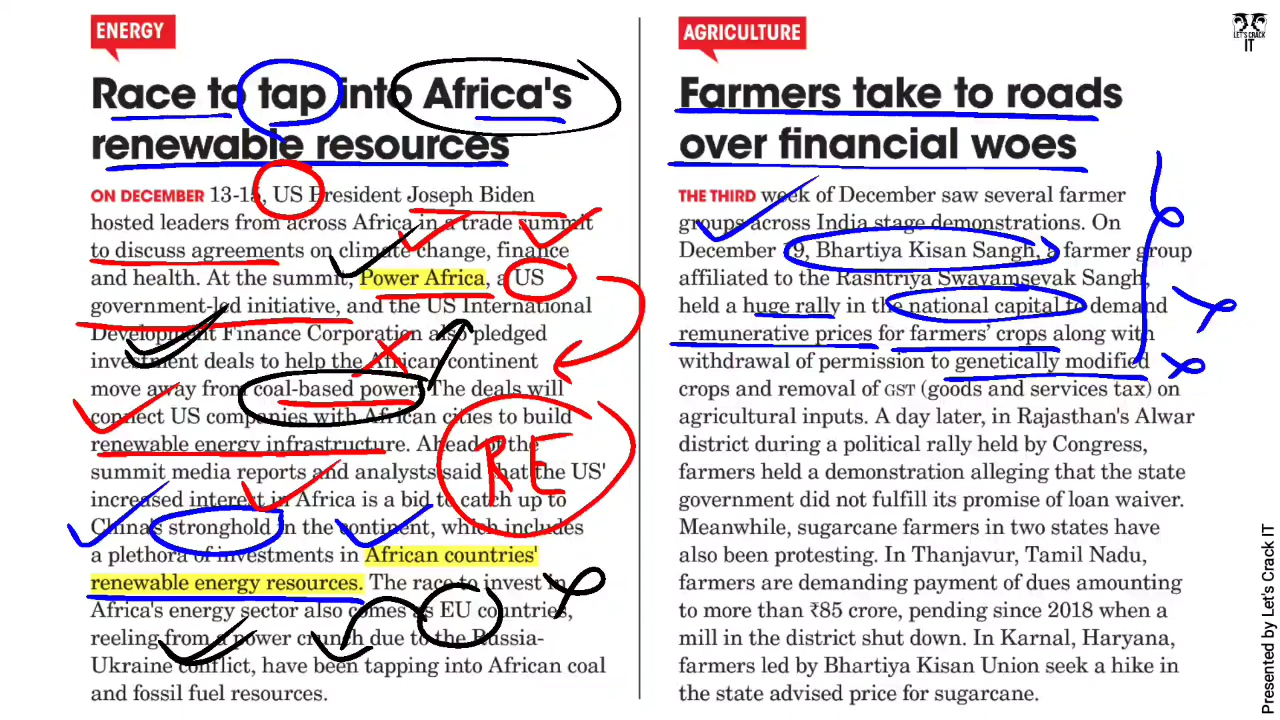 ENERGY
Race to tap into Africa's
renewable resources
ON DECEMBER 13-15, US President Joseph Biden
hosted leaders from across Africa in a trade summit
to discuss agreements on climate change, finance
and health. At the summit, Power Africa, a US
government-led initiative, and the US International
Development Finance Corporation also pledged
investment deals to help the African continent
move away from coal-based power. The deals will
connect US companies with African cities to build
renewable energy infrastructure. Ahead of the
summit media reports and analysts said that the US'
increased interest in Africa is a bid to catch up to
China's stronghold in the continent, which includes
a plethora of investments in African countries'
renewable energy resources. The race to invest in
Africa's energy sector also comes as EU countries,
reeling from a power crunch due to the Russia-
Ukraine conflict, have been tapping into African coal
and fossil fuel resources.
RE
AGRICULTURE
Farmers take to roads
over financial woes
THE THIRD week of December saw several farmer
groups across India stage demonstrations. On
December 19, Bhartiya Kisan Sangh, a farmer group
affiliated to the Rashtriya Swayamsevak Sangh,
held a huge rally in the national capital to demand
remunerative prices for farmers' crops along with
withdrawal of permission to genetically modified
crops and removal of GST (goods and services tax) on
agricultural inputs. A day later, in Rajasthan's Alwar
district during a political rally held by Congress,
farmers held a demonstration alleging that the state
government did not fulfill its promise of loan waiver.
Meanwhile, sugarcane farmers in two states have
also been protesting. In Thanjavur, Tamil Nadu,
farmers are demanding payment of dues amounting
to more than ₹85 crore, pending since 2018 when a
mill in the district shut down. In Karnal, Haryana,
farmers led by Bhartiya Kisan Union seek a hike in
the state advised price for sugarcane.
LET'S CRACK
IT
Presented by Let's Crack IT